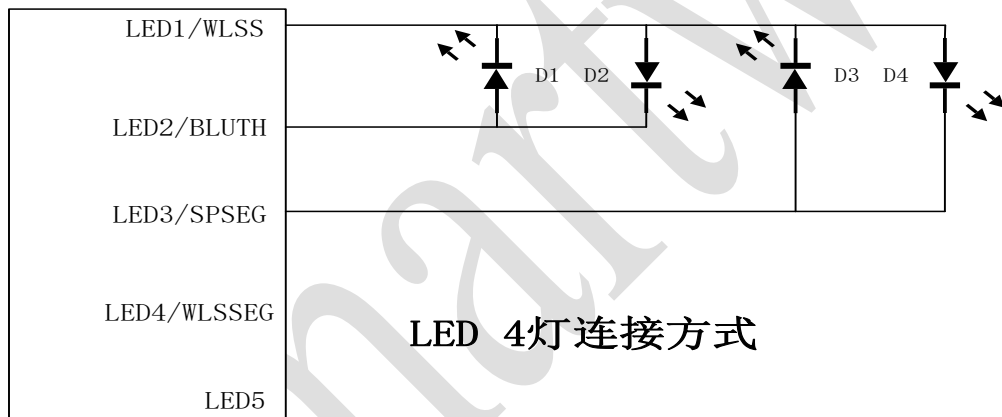 LED1/WLSS
D1 D2 D3 D4
LED2/BLUTH
LED3/SPSEG
LED4/WLSSEG
LED 4灯连接方式
LED5